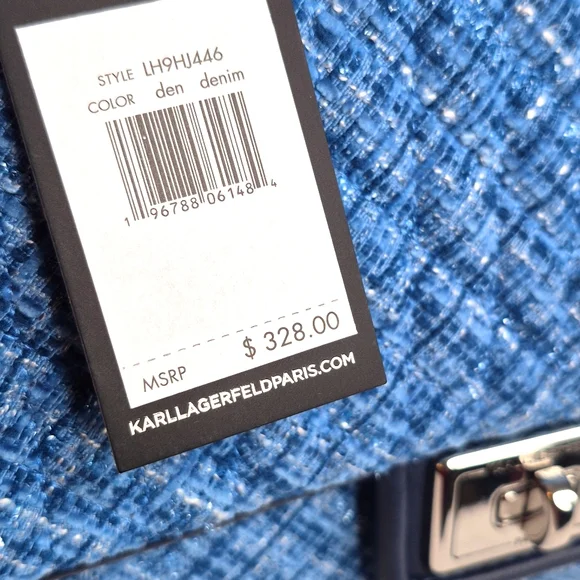 STYLE LH9HJ446
COLOR den denim
1 96788 06148 4
MSRP $ 328.00
KARLLAGERFELDPARIS.COM